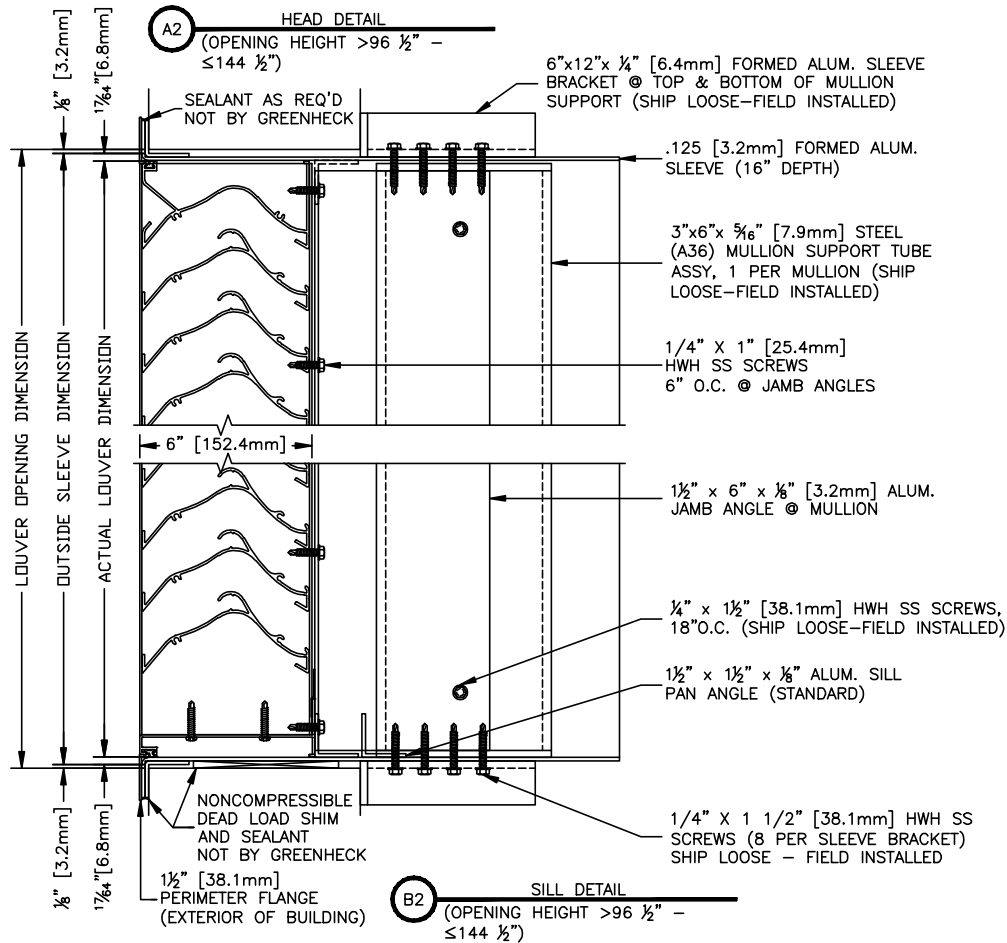 A2
HEAD DETAIL
(OPENING HEIGHT >96 ½” –
≤144 ½”)
⅛” [3.2mm]
17⁄64”[6.8mm]
SEALANT AS REQ'D
NOT BY GREENHECK
6”x12”x ¼” [6.4mm] FORMED ALUM. SLEEVE
BRACKET @ TOP & BOTTOM OF MULLION
SUPPORT (SHIP LOOSE–FIELD INSTALLED)
.125 [3.2mm] FORMED ALUM.
SLEEVE (16” DEPTH)
3”x6”x 5⁄16” [7.9mm] STEEL
(A36) MULLION SUPPORT TUBE
ASSY, 1 PER MULLION (SHIP
LOOSE–FIELD INSTALLED)
1/4” X 1” [25.4mm]
HWH SS SCREWS
6” O.C. @ JAMB ANGLES
LOUVER OPENING DIMENSION
OUTSIDE SLEEVE DIMENSION
ACTUAL LOUVER DIMENSION
6” [152.4mm]
1½” x 6” x ⅛” [3.2mm] ALUM.
JAMB ANGLE @ MULLION
¼” x 1½” [38.1mm] HWH SS SCREWS,
18”O.C. (SHIP LOOSE–FIELD INSTALLED)
1½” x 1½” x ⅛” ALUM. SILL
PAN ANGLE (STANDARD)
1/4” X 1 1/2” [38.1mm] HWH SS
SCREWS (8 PER SLEEVE BRACKET)
SHIP LOOSE – FIELD INSTALLED
NONCOMPRESSIBLE
DEAD LOAD SHIM
AND SEALANT
NOT BY GREENHECK
⅛” [3.2mm]
17⁄64”[6.8mm]
1½” [38.1mm]
PERIMETER FLANGE
(EXTERIOR OF BUILDING)
B2
SILL DETAIL
(OPENING HEIGHT >96 ½” –
≤144 ½”)